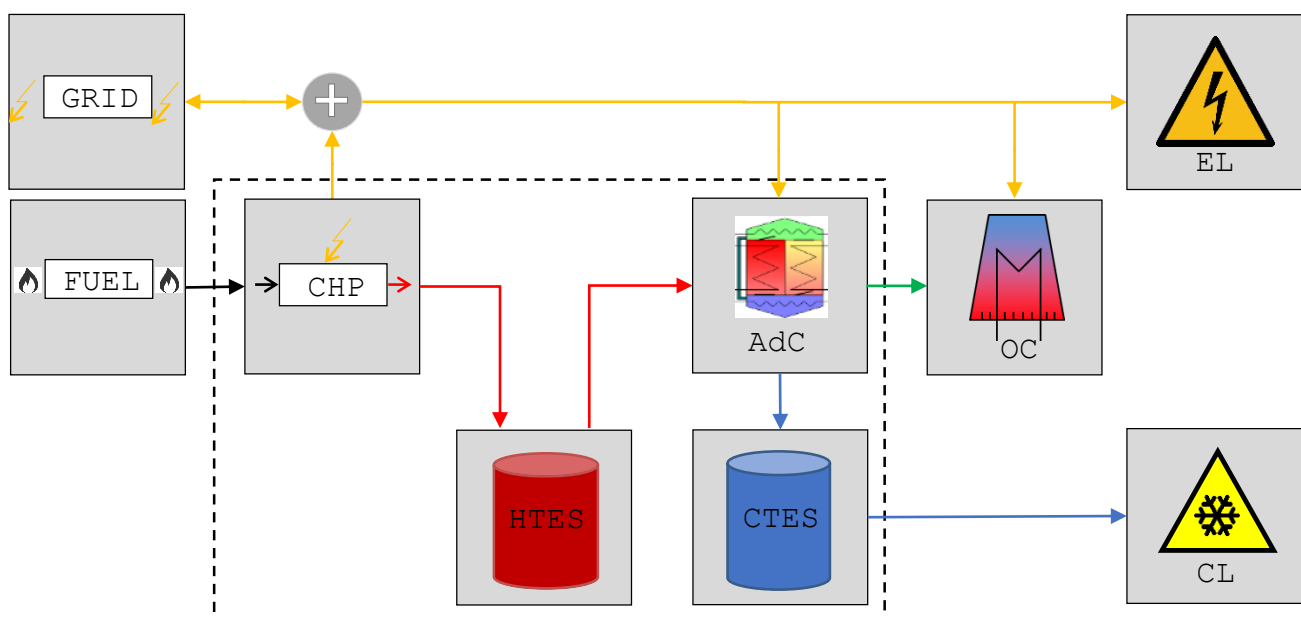 GRID
EL
FUEL
CHP
AdC
OC
HTES
CTES
CL